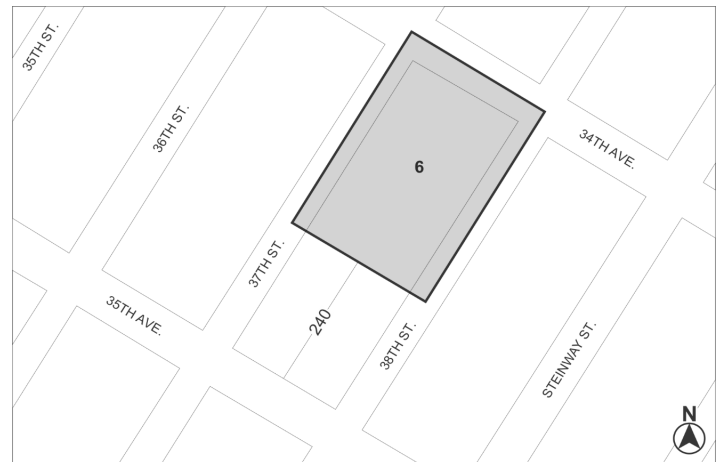 35TH ST.
36TH ST.
6
34TH AVE.
37TH ST.
35TH AVE.
240
38TH ST.
STEINWAY ST.
N